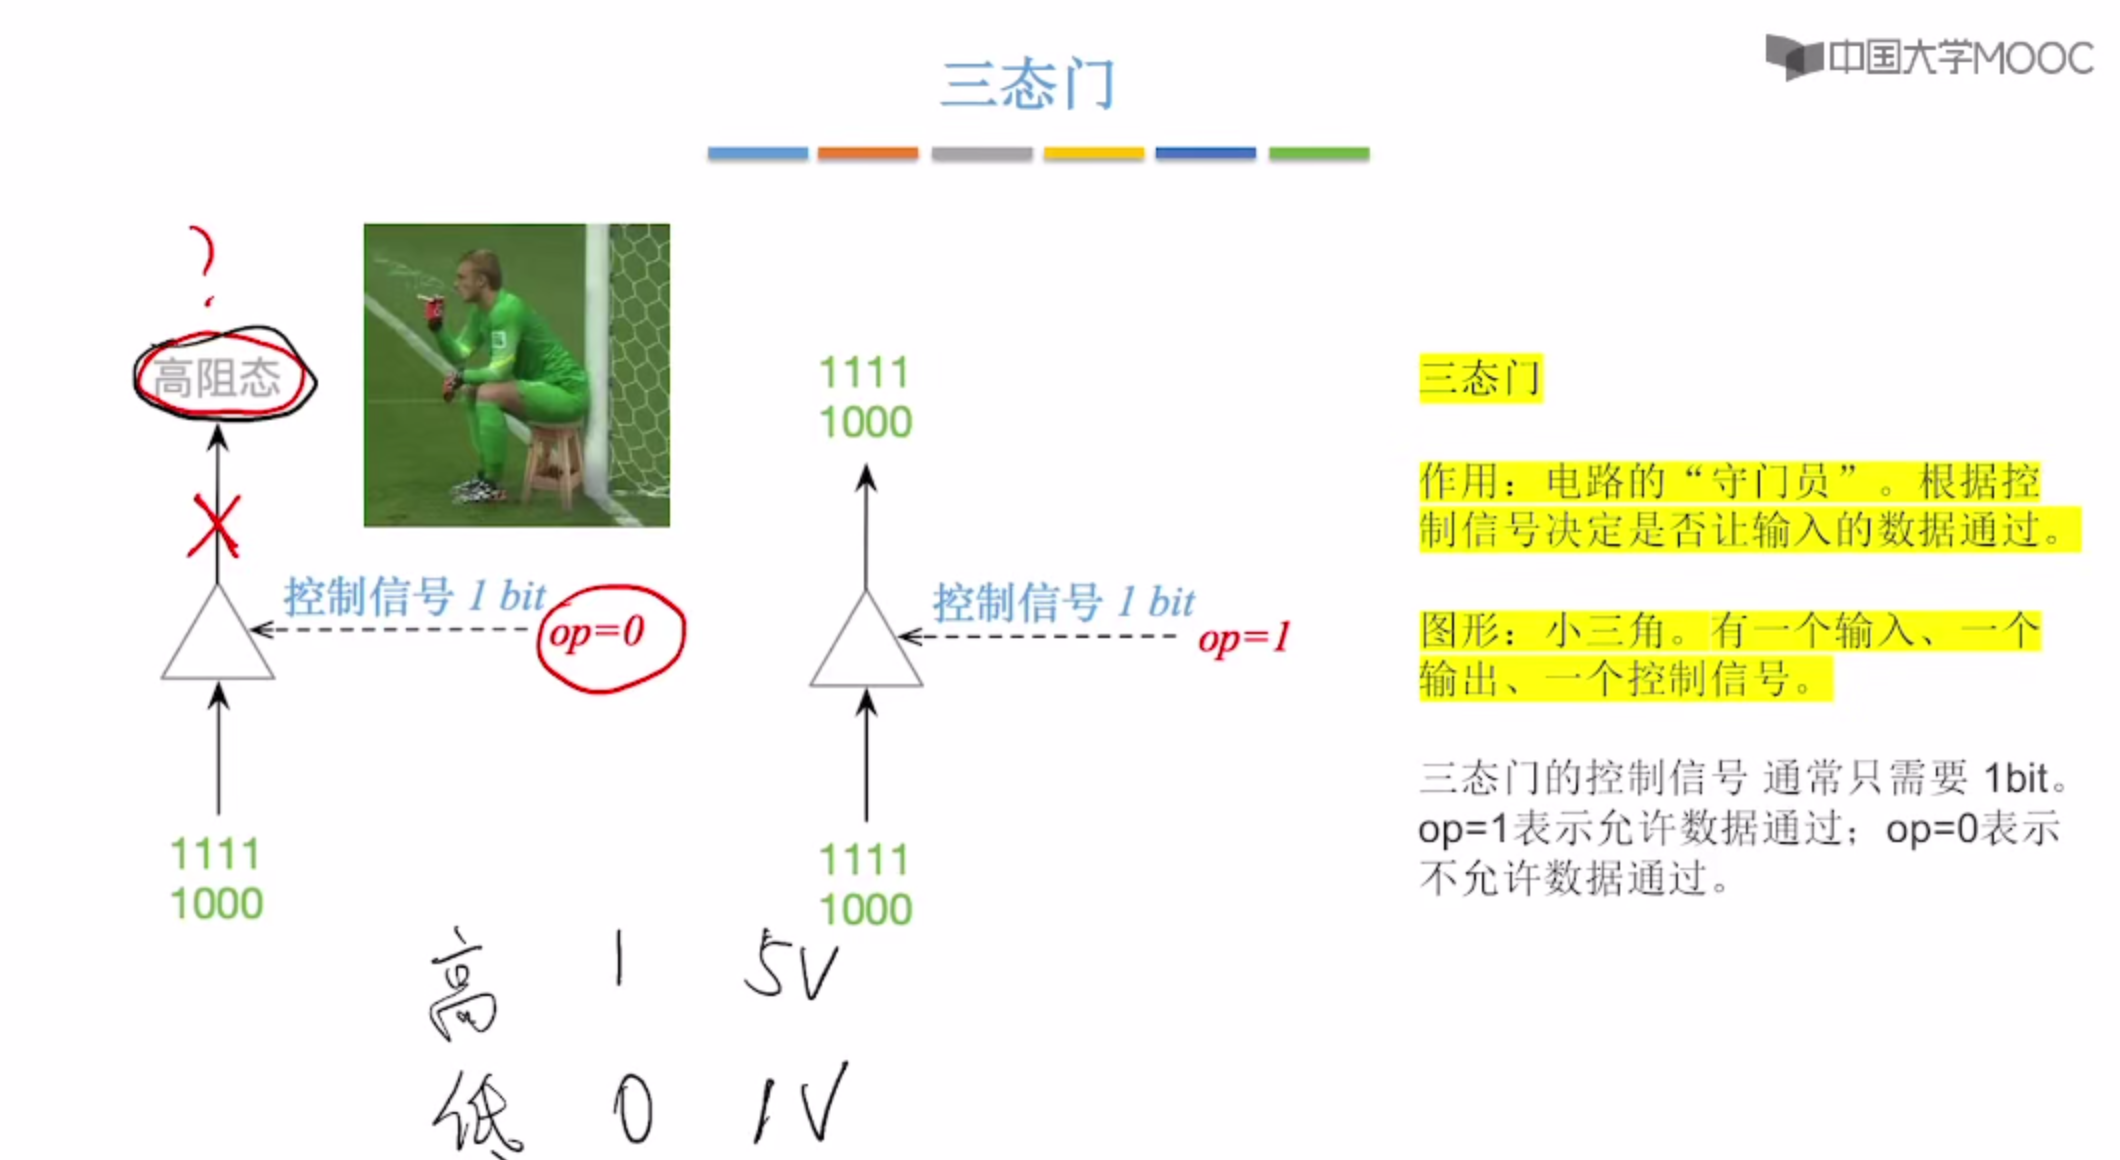 中国大学MOOC
三态门
?
高阻态
控制信号 1 bit
op=0
1111
1000
1111
1000
控制信号 1 bit
op=1
1111
1000
高 1 5V
低 0 1V
三态门
作用：电路的“守门员”。根据控
制信号决定是否让输入的数据通过。
图形：小三角。有一个输入、一个
输出、一个控制信号。
三态门的控制信号 通常只需要 1bit。
op=1表示允许数据通过；op=0表示
不允许数据通过。